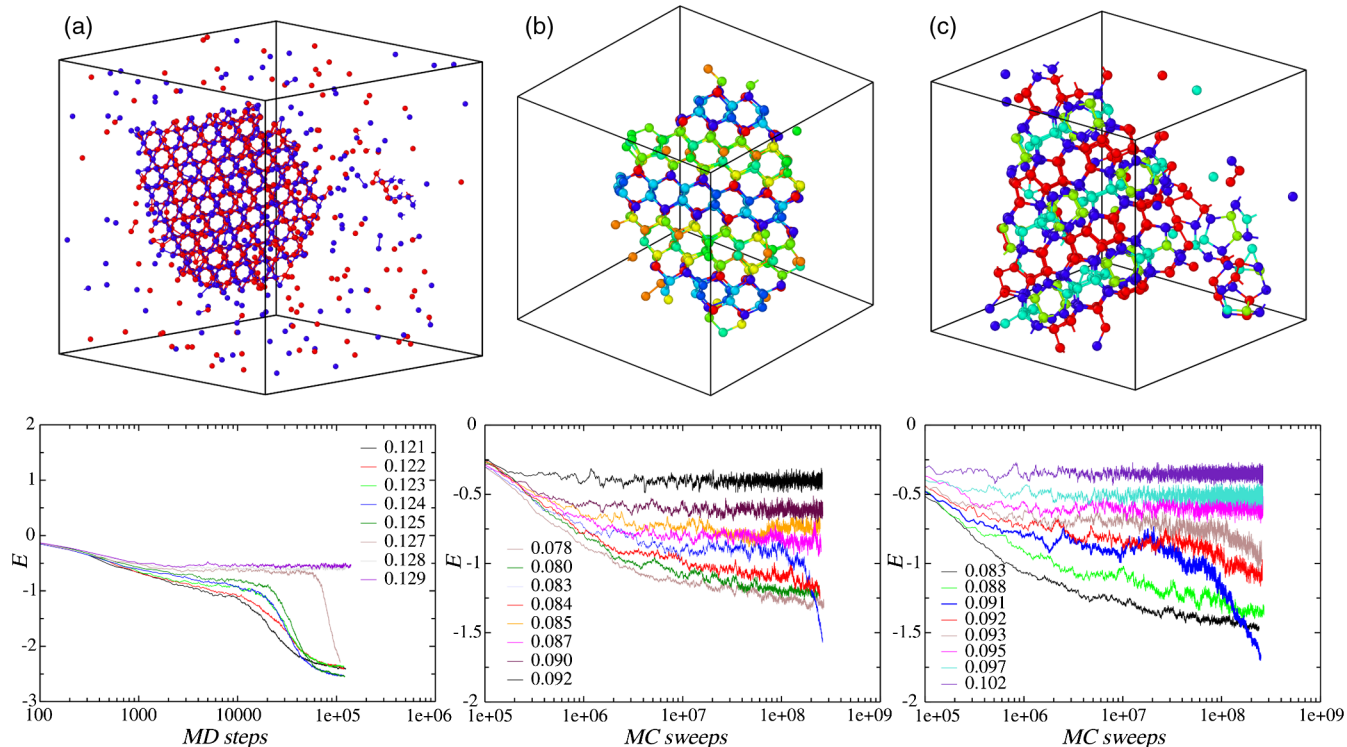 (a)
(b)
(c)
2
1
0
-1
-2
-3
E
100
1000
10000
1e+05
1e+06
MD steps
0.121
0.122
0.123
0.124
0.125
0.127
0.128
0.129
0
-0.5
-1
-1.5
-2
E
1e+05
1e+06
1e+07
1e+08
1e+09
MC sweeps
0.078
0.080
0.083
0.084
0.085
0.087
0.090
0.092
0
-0.5
-1
-1.5
-2
E
1e+05
1e+06
1e+07
1e+08
1e+09
MC sweeps
0.083
0.088
0.091
0.092
0.093
0.095
0.097
0.102